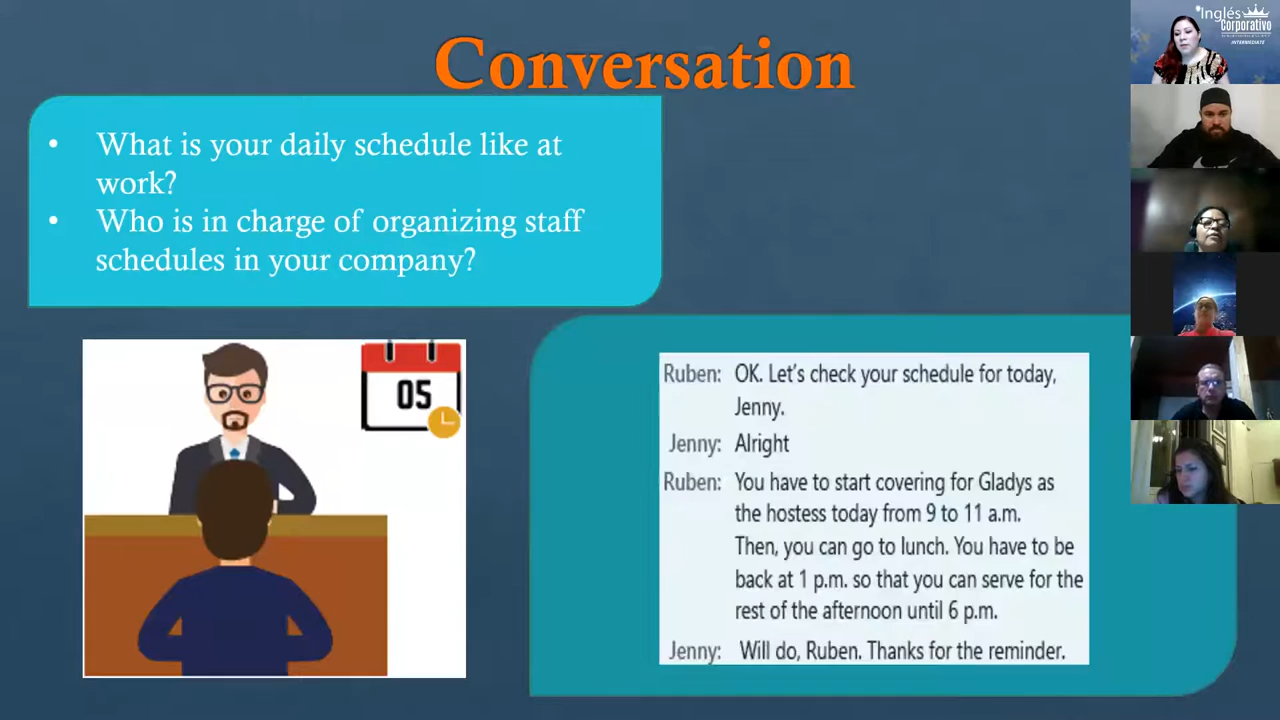 Conversation
• What is your daily schedule like at
work?
• Who is in charge of organizing staff
schedules in your company?
05
Ruben: OK. Let's check your schedule for today,
Jenny.
Jenny: Alright
Ruben: You have to start covering for Gladys as
the hostess today from 9 to 11 a.m.
Then, you can go to lunch. You have to be
back at 1 p.m. so that you can serve for the
rest of the afternoon until 6 p.m.
Jenny: Will do, Ruben. Thanks for the reminder.
Inglés
Corporativo
INTERMEDIATE